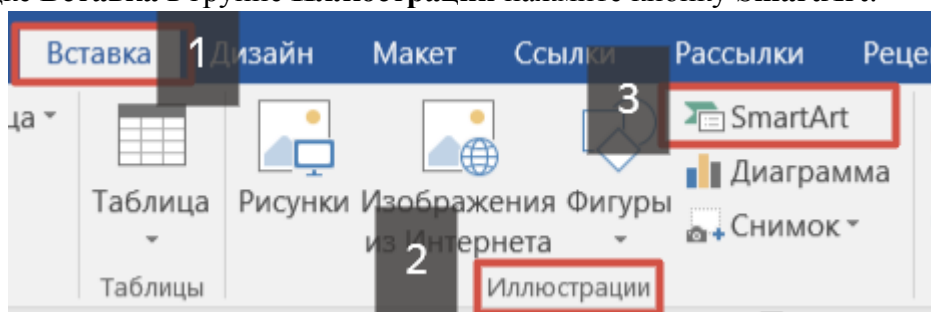 Вставка 1 Дизайн Макет Ссылки Рассылки Реце
ца
3 SmartArt
Диаграмма
Таблица Рисунки Изображения Фигуры
из Интернета
Снимок
2
Таблицы Иллюстрации